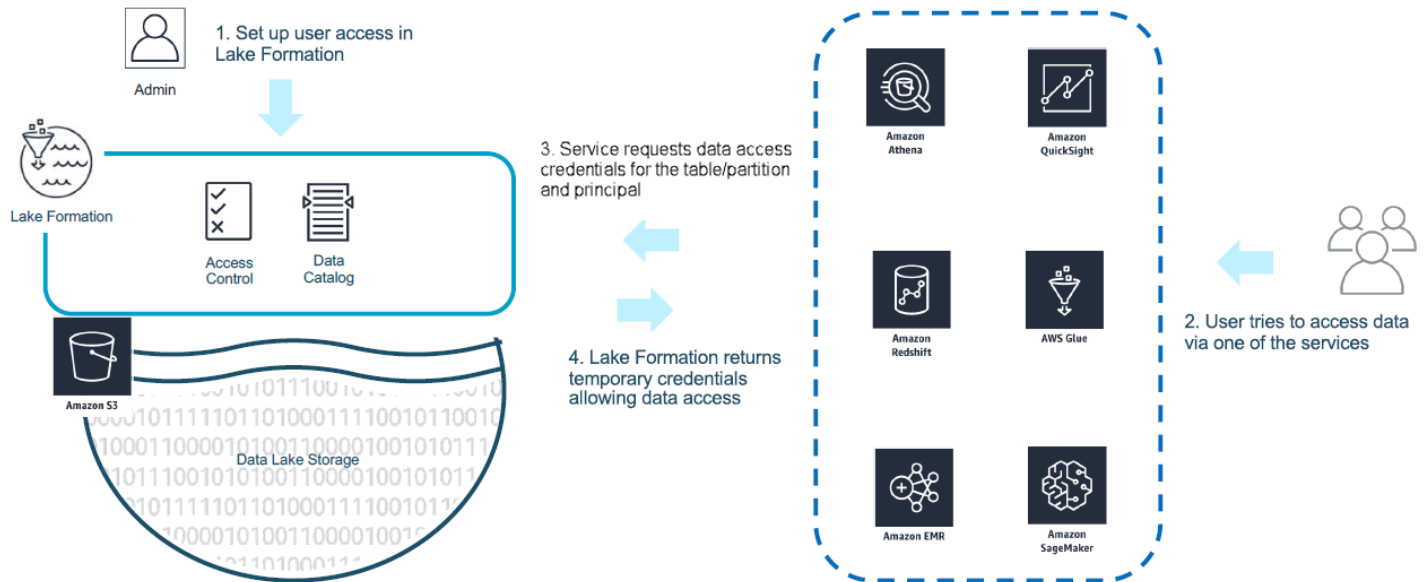 1. Set up user access in
Lake Formation
Admin
Lake Formation
Access
Control
Data
Catalog
Amazon S3
Data Lake Storage
3. Service requests data access
credentials for the table/partition
and principal
4. Lake Formation returns
temporary credentials
allowing data access
Amazon
Athena
Amazon
QuickSight
Amazon
Redshift
AWS Glue
Amazon EMR
Amazon
SageMaker
2. User tries to access data
via one of the services